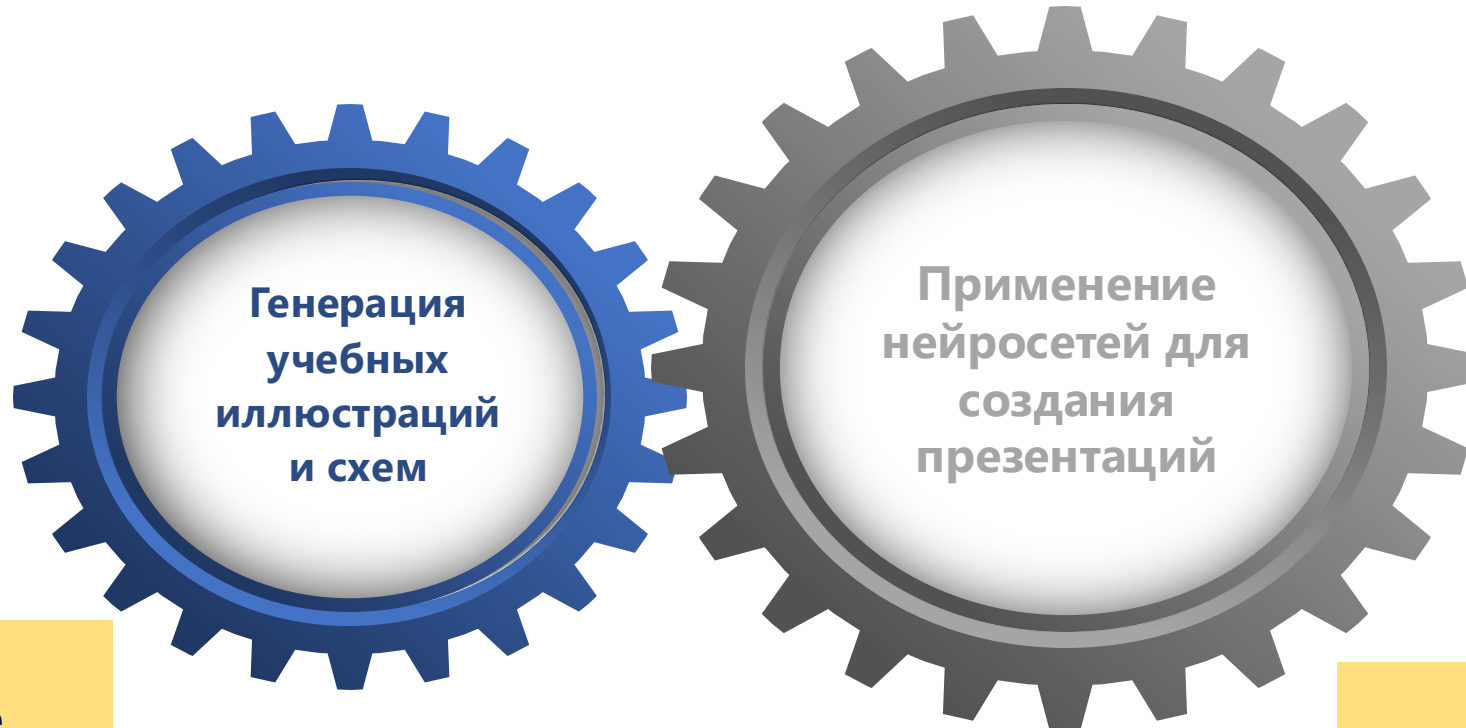 Генерация
учебных
иллюстраций
и схем
Применение
нейросетей для
создания
презентаций